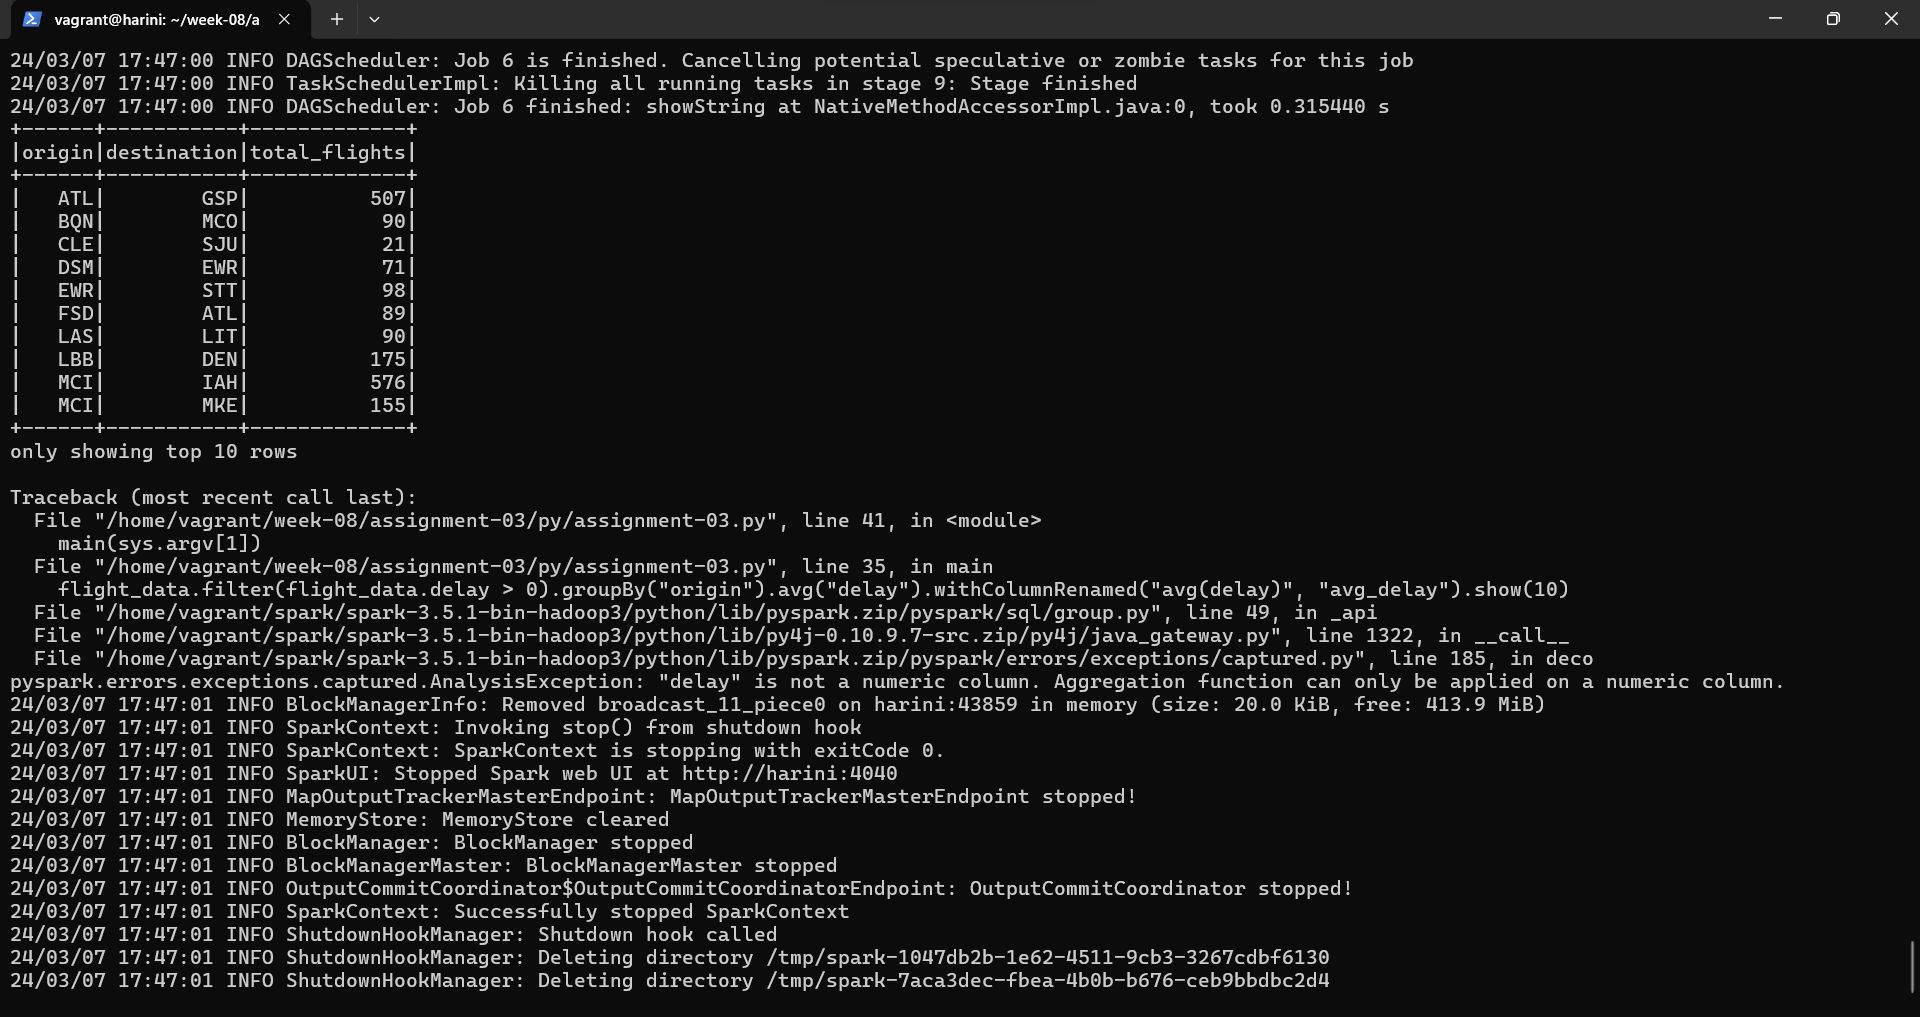 vagrant@harini: ~/week-08/a
24/03/07 17:47:00 INFO DAGScheduler: Job 6 is finished. Cancelling potential speculative or zombie tasks for this job
24/03/07 17:47:00 INFO TaskSchedulerImpl: Killing all running tasks in stage 9: Stage finished
24/03/07 17:47:00 INFO DAGScheduler: Job 6 finished: showString at NativeMethodAccessorImpl.java:0, took 0.315440 s
+------+-----------+-------------+
|origin|destination|total_flights|
+------+-----------+-------------+
|   ATL|        GSP|          507|
|   BQN|        MCO|           90|
|   CLE|        SJU|           21|
|   DSM|        EWR|           71|
|   EWR|        STT|           98|
|   FSD|        ATL|           89|
|   LAS|        LIT|           90|
|   LBB|        DEN|          175|
|   MCI|        IAH|          576|
|   MCI|        MKE|          155|
+------+-----------+-------------+
only showing top 10 rows
Traceback (most recent call last):
  File "/home/vagrant/week-08/assignment-03/py/assignment-03.py", line 41, in <module>
    main(sys.argv[1])
  File "/home/vagrant/week-08/assignment-03/py/assignment-03.py", line 35, in main
    flight_data.filter(flight_data.delay > 0).groupBy("origin").avg("delay").withColumnRenamed("avg(delay)", "avg_delay").show(10)
  File "/home/vagrant/spark/spark-3.5.1-bin-hadoop3/python/lib/pyspark.zip/pyspark/sql/group.py", line 49, in _api
  File "/home/vagrant/spark/spark-3.5.1-bin-hadoop3/python/lib/py4j-0.10.9.7-src.zip/py4j/java_gateway.py", line 1322, in __call__
  File "/home/vagrant/spark/spark-3.5.1-bin-hadoop3/python/lib/pyspark.zip/pyspark/errors/exceptions/captured.py", line 185, in deco
pyspark.errors.exceptions.captured.AnalysisException: "delay" is not a numeric column. Aggregation function can only be applied on a numeric column.
24/03/07 17:47:01 INFO BlockManagerInfo: Removed broadcast_11_piece0 on harini:43859 in memory (size: 20.0 KiB, free: 413.9 MiB)
24/03/07 17:47:01 INFO SparkContext: Invoking stop() from shutdown hook
24/03/07 17:47:01 INFO SparkContext: SparkContext is stopping with exitCode 0.
24/03/07 17:47:01 INFO SparkUI: Stopped Spark web UI at http://harini:4040
24/03/07 17:47:01 INFO MapOutputTrackerMasterEndpoint: MapOutputTrackerMasterEndpoint stopped!
24/03/07 17:47:01 INFO MemoryStore: MemoryStore cleared
24/03/07 17:47:01 INFO BlockManager: BlockManager stopped
24/03/07 17:47:01 INFO BlockManagerMaster: BlockManagerMaster stopped
24/03/07 17:47:01 INFO OutputCommitCoordinator$OutputCommitCoordinatorEndpoint: OutputCommitCoordinator stopped!
24/03/07 17:47:01 INFO SparkContext: Successfully stopped SparkContext
24/03/07 17:47:01 INFO ShutdownHookManager: Shutdown hook called
24/03/07 17:47:01 INFO ShutdownHookManager: Deleting directory /tmp/spark-1047db2b-1e62-4511-9cb3-3267cdbf6130
24/03/07 17:47:01 INFO ShutdownHookManager: Deleting directory /tmp/spark-7aca3dec-fbea-4b0b-b676-ceb9bbdbc2d4